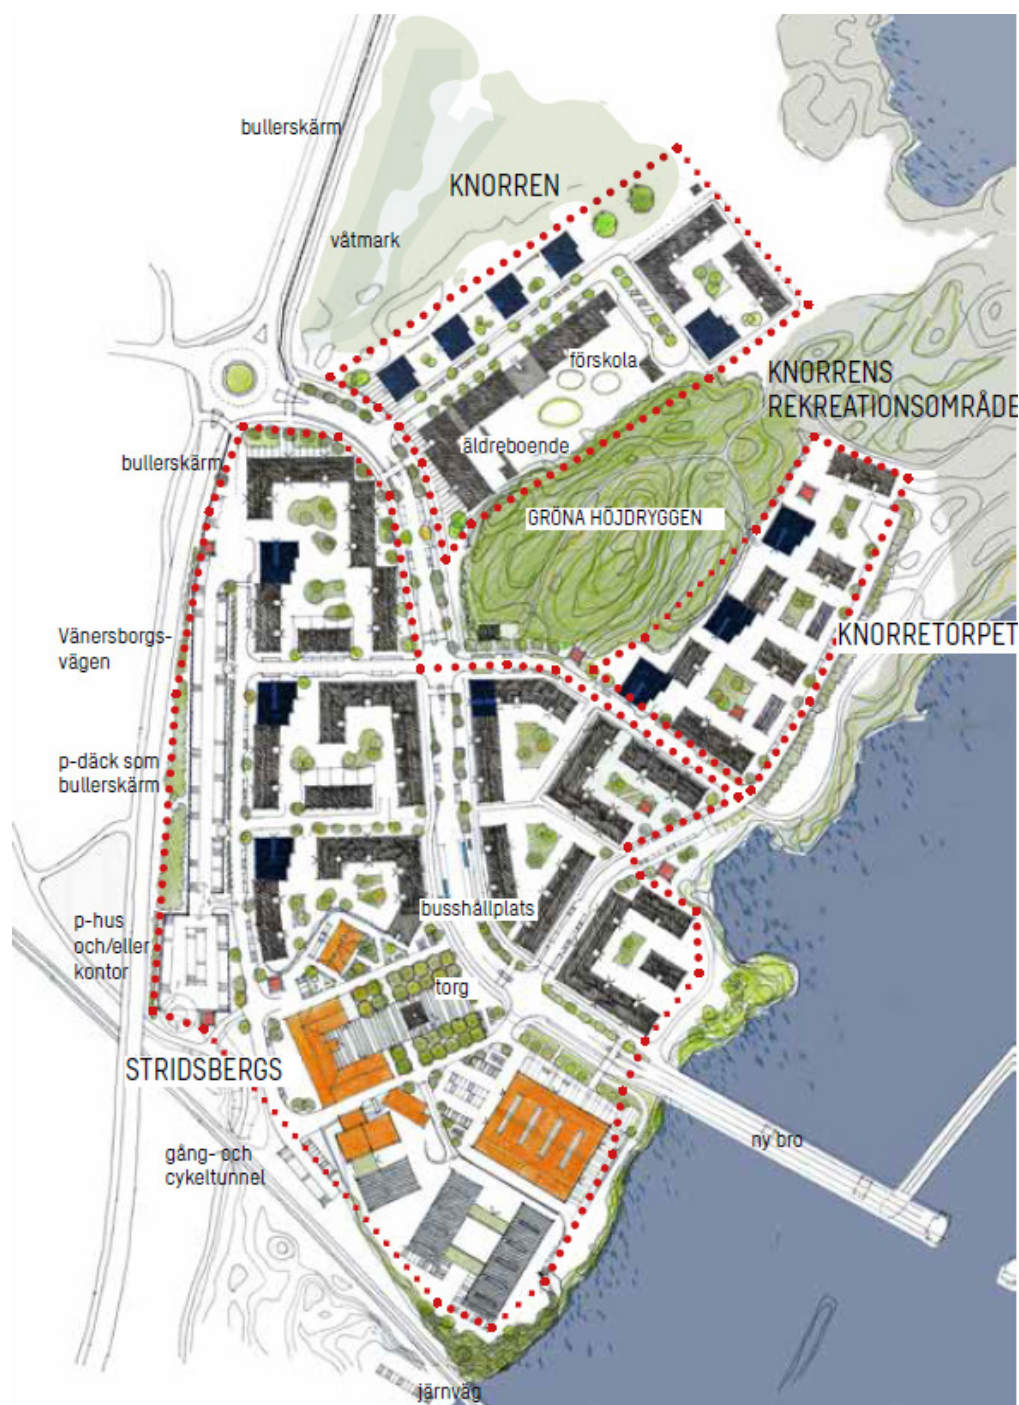 bullerskärm
KNORREN
våtmark
förskola
KNORRENS
REKREATIONSOMRÅDE
äldreboende
bullerskärm
GRÖNA HÖJDRYGGEN
Vänersborgs-
vägen
KNORRETORPET
p-däck som
bullerskärm
busshållplats
p-hus
och/eller
kontor
torg
STRIDSBERGS
ny bro
gång- och
cykeltunnel
järnväg